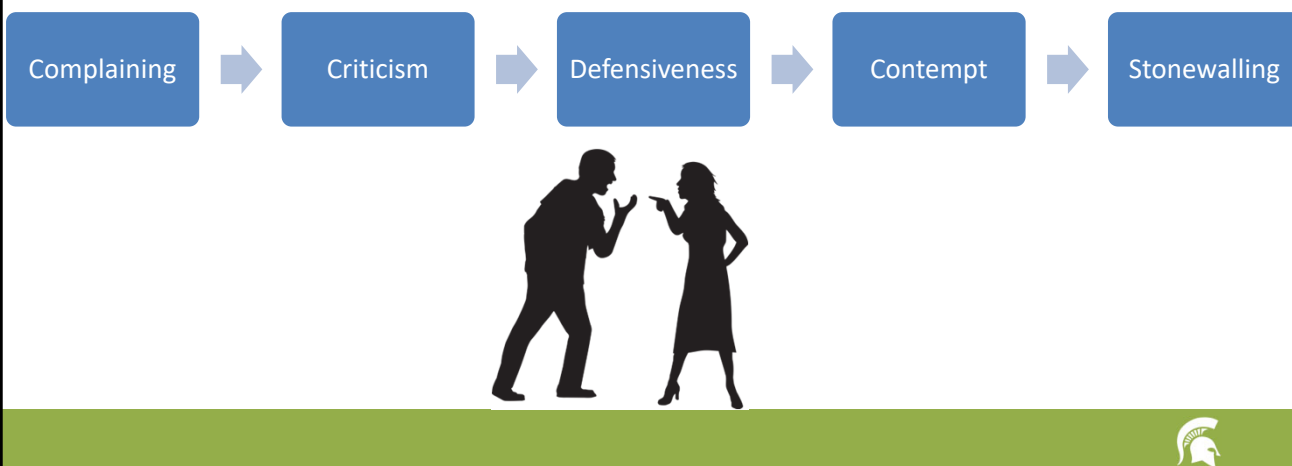 Complaining
Criticism
Defensiveness
Contempt
Stonewalling